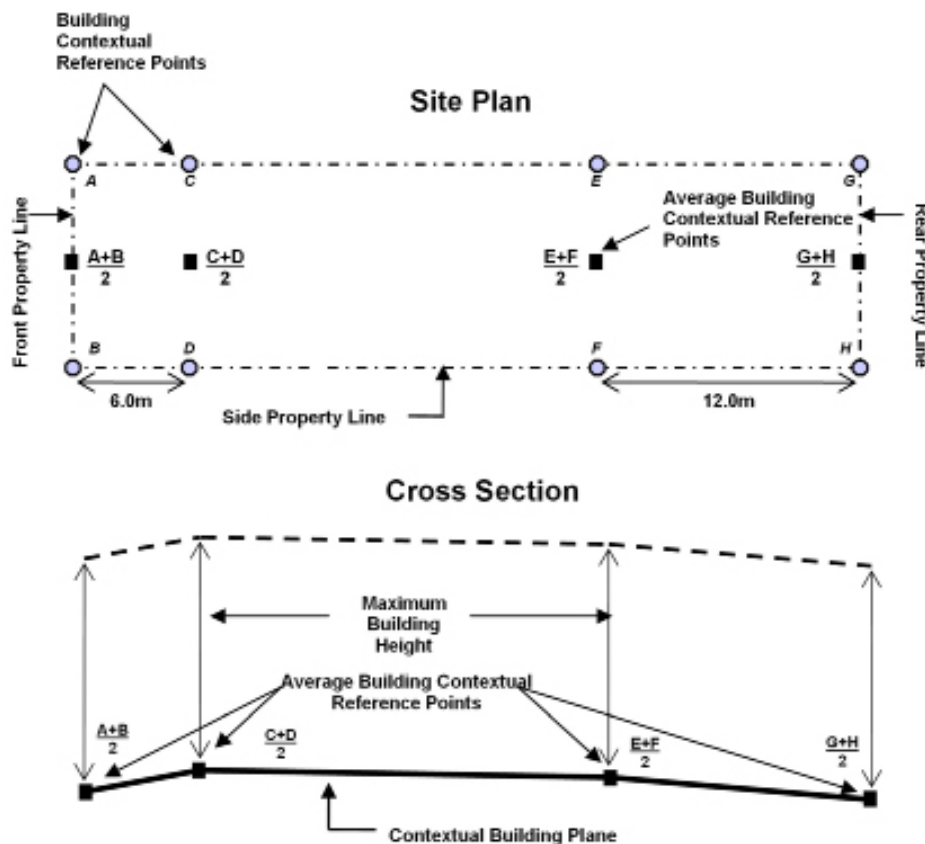 Building
Contextual
Reference Points
Site Plan
A
C
E
G
Average Building
Contextual Reference
Points
Front Property Line
Rear Property Line
A+B
2
C+D
2
E+F
2
G+H
2
B
D
F
H
6.0m
12.0m
Side Property Line
Cross Section
Maximum
Building
Height
Average Building Contextual
Reference Points
A+B
2
C+D
2
E+F
2
G+H
2
Contextual Building Plane